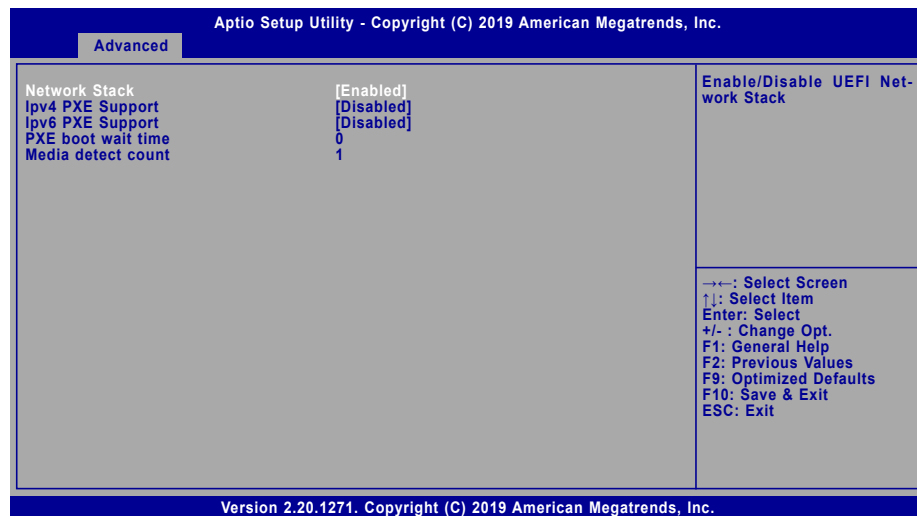 Aptio Setup Utility - Copyright (C) 2019 American Megatrends, Inc.
Advanced
Network Stack [Enabled]
Ipv4 PXE Support [Disabled]
Ipv6 PXE Support [Disabled]
PXE boot wait time 0
Media detect count 1
Enable/Disable UEFI Net-
work Stack
→←: Select Screen
↑↓: Select Item
Enter: Select
+/- : Change Opt.
F1: General Help
F2: Previous Values
F9: Optimized Defaults
F10: Save & Exit
ESC: Exit
Version 2.20.1271. Copyright (C) 2019 American Megatrends, Inc.